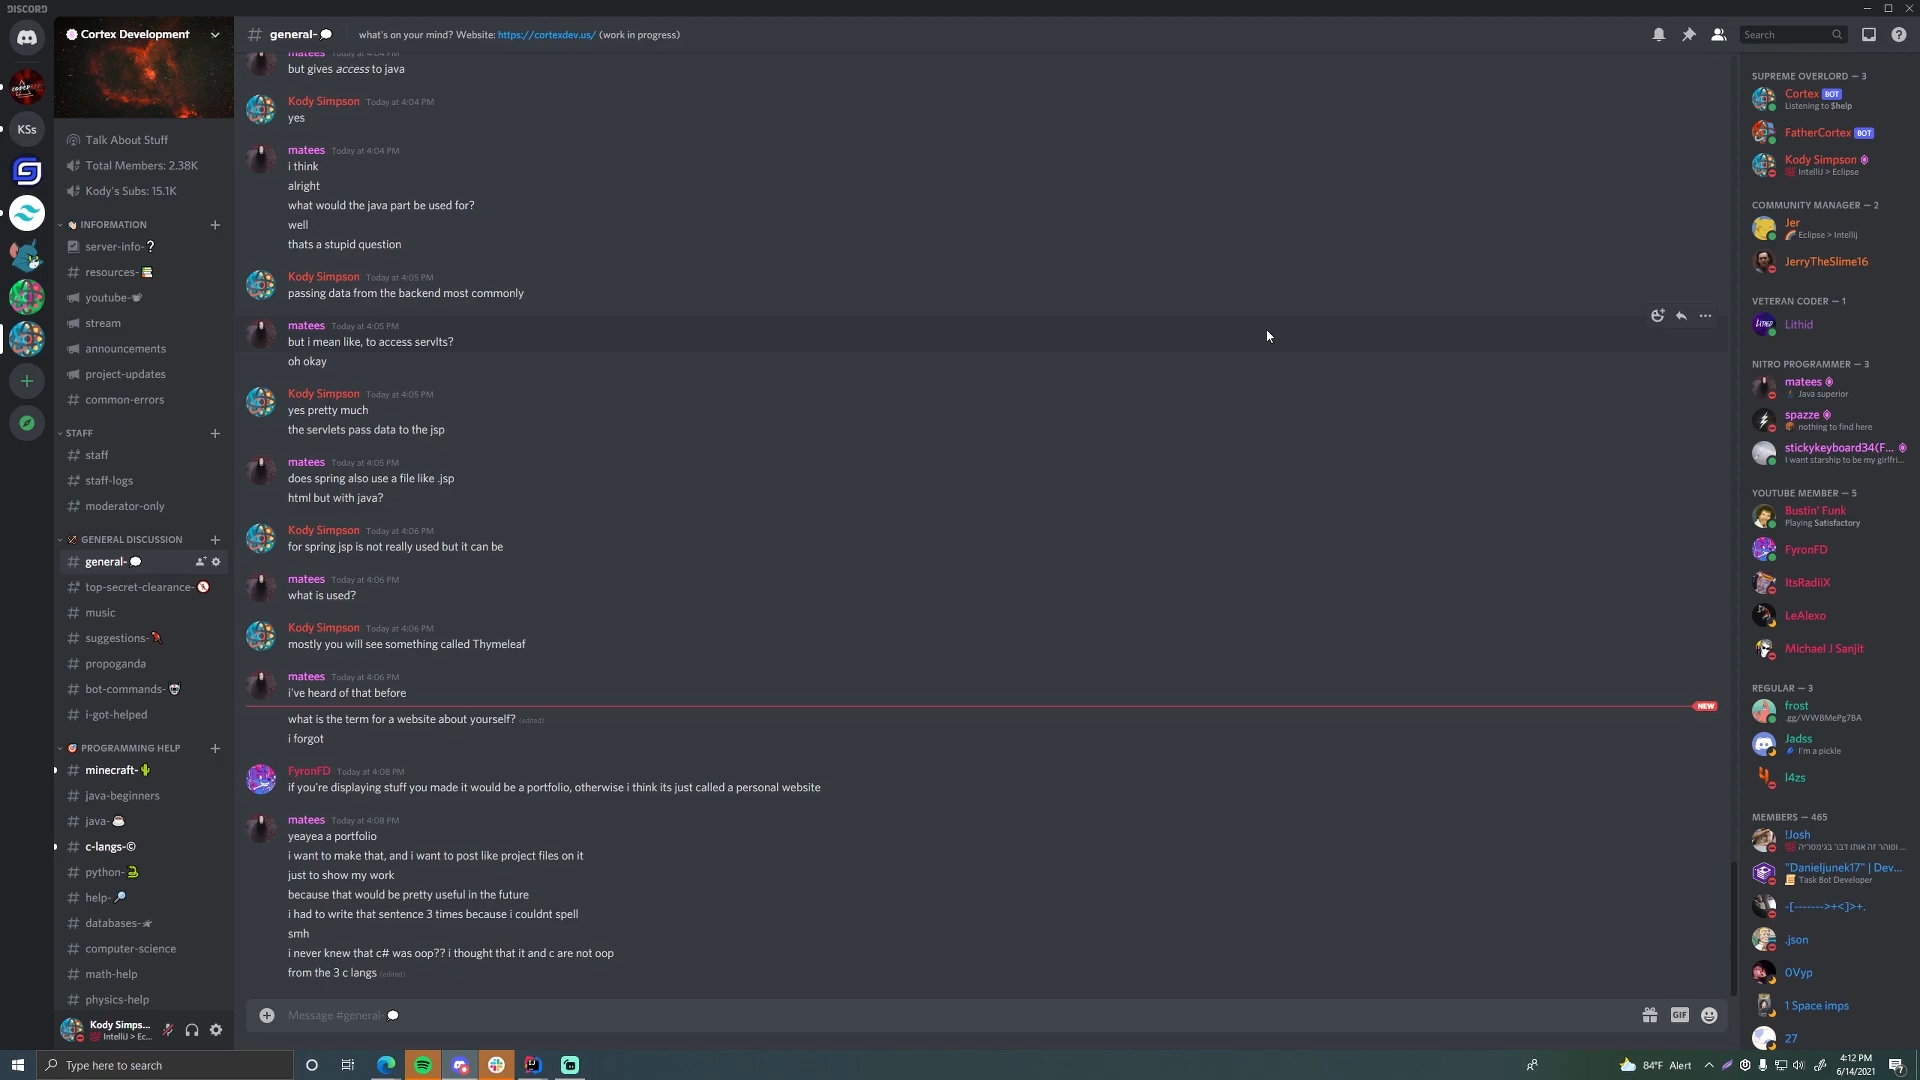 DISCORD
Cortex Development
Talk About Stuff
Total Members: 2.38K
Kody's Subs: 15.1K
INFORMATION
server-info-❓
resources-📚
youtube-
stream
announcements
project-updates
common-errors
STAFF
staff
staff-logs
moderator-only
GENERAL DISCUSSION
general-💭
top-secret-clearance-
music
suggestions-
propoganda
bot-commands-
i-got-helped
PROGRAMMING HELP
minecraft-🌵
java-beginners
java-☕
c-langs-©
python-🐍
help-🔎
databases-
computer-science
math-help
physics-help
Kody Simps...
IntelliJ > Ec...
KSs
general-💭
what's on your mind? Website: https://cortexdev.us/ (work in progress)
Search
matees Today at 4:04 PM
but gives access to java
Kody Simpson Today at 4:04 PM
yes
matees Today at 4:04 PM
i think
alright
what would the java part be used for?
well
thats a stupid question
Kody Simpson Today at 4:05 PM
passing data from the backend most commonly
matees Today at 4:05 PM
but i mean like, to access servlts?
oh okay
Kody Simpson Today at 4:05 PM
yes pretty much
the servlets pass data to the jsp
matees Today at 4:05 PM
does spring also use a file like .jsp
html but with java?
Kody Simpson Today at 4:06 PM
for spring jsp is not really used but it can be
matees Today at 4:06 PM
what is used?
Kody Simpson Today at 4:06 PM
mostly you will see something called Thymeleaf
matees Today at 4:06 PM
i've heard of that before
NEW
what is the term for a website about yourself? (edited)
i forgot
FyronFD Today at 4:08 PM
if you're displaying stuff you made it would be a portfolio, otherwise i think its just called a personal website
matees Today at 4:08 PM
yeayea a portfolio
i want to make that, and i want to post like project files on it
just to show my work
because that would be pretty useful in the future
i had to write that sentence 3 times because i couldnt spell
smh
i never knew that c# was oop?? i thought that it and c are not oop
from the 3 c langs (edited)
Message #general-💭
GIF
SUPREME OVERLORD — 3
Cortex BOT
Listening to $help
FatherCortex BOT
Kody Simpson
IntelliJ > Eclipse
COMMUNITY MANAGER — 2
Jer
Eclipse > Intellij
JerryTheSlime16
VETERAN CODER — 1
Lithid
NITRO PROGRAMMER — 3
matees
Java superior
spazze
nothing to find here
stickykeyboard34(F...
I want starship to be my girlfri...
YOUTUBE MEMBER — 5
Bustin' Funk
Playing Satisfactory
FyronFD
ItsRadiiX
LeAlexo
Michael J Sanjit
REGULAR — 3
frost
.gg/WWBMePg7BA
Jadss
I'm a pickle
l4zs
MEMBERS — 465
!Josh
וסוהר זה אותו דבר בגימטריה ...
"Danieljunek17" | Dev...
Task Bot Developer
-[------->+<]>+.
.json
0Vyp
1 Space imps
27
Type here to search
84°F Alert
4:12 PM
6/14/2021